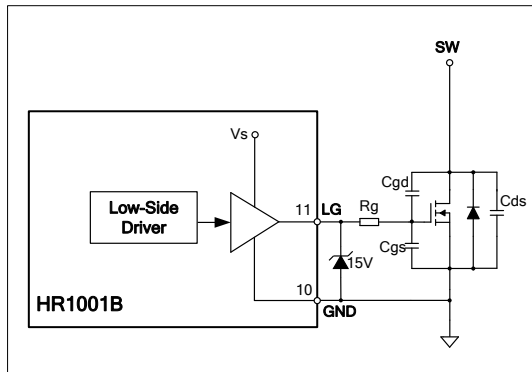 SW
Vs
Low-Side
Driver
11
LG
Rg
Cgd
Cds
Cgs
15V
10
GND
HR1001B